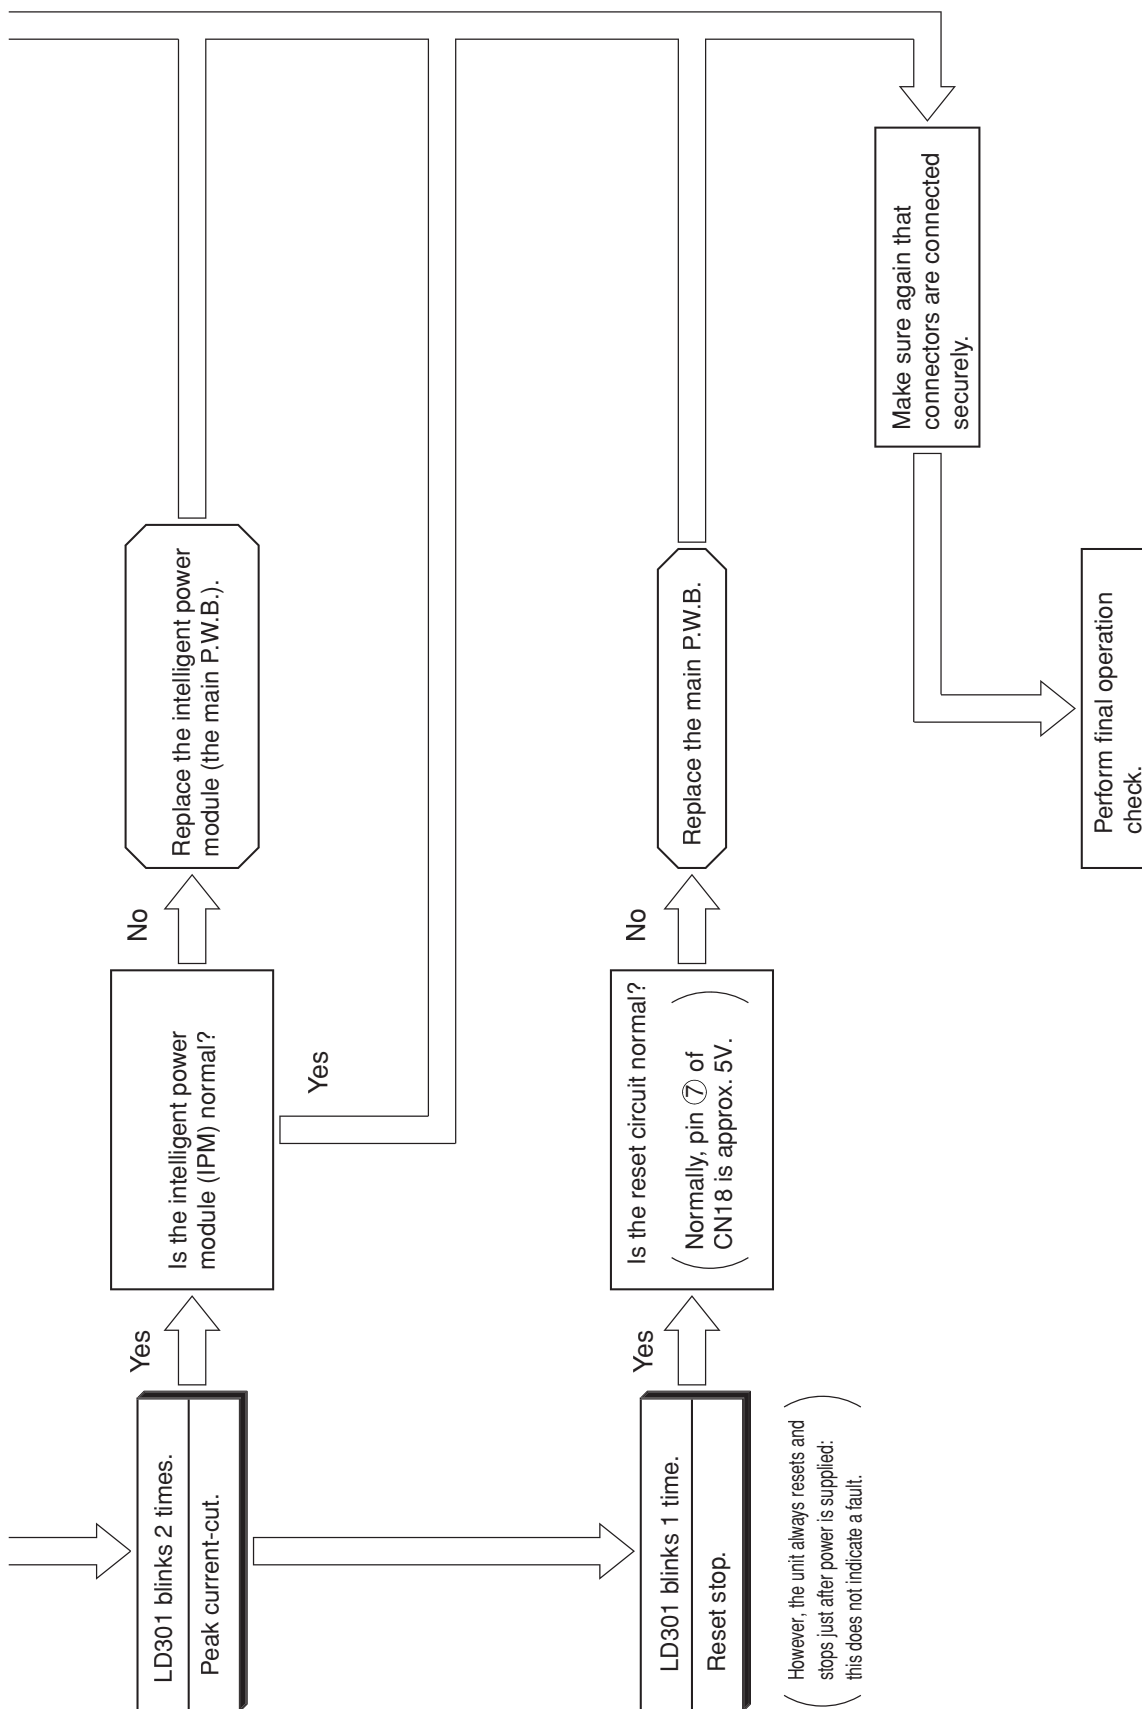 LD301 blinks 2 times.
Peak current-cut.
Yes
Is the intelligent power
module (IPM) normal?
No
Replace the intelligent power
module (the main P.W.B.).
Yes
LD301 blinks 1 time.
Reset stop.
However, the unit always resets and
stops just after power is supplied:
this does not indicate a fault.
Yes
Is the reset circuit normal?
Normally, pin ⑦ of
CN18 is approx. 5V.
No
Replace the main P.W.B.
Make sure again that
connectors are connected
securely.
Perform final operation
check.